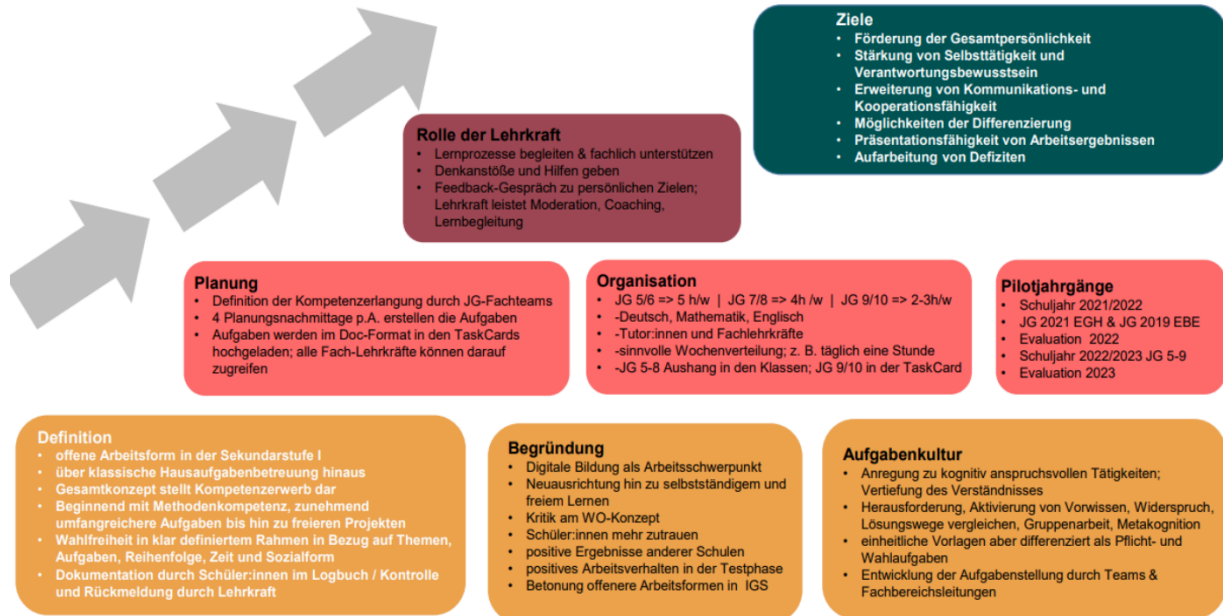 Ziele
• Förderung der Gesamtpersönlichkeit
• Stärkung von Selbsttätigkeit und
Verantwortungsbewusstsein
• Erweiterung von Kommunikations- und
Kooperationsfähigkeit
• Möglichkeiten der Differenzierung
• Präsentationsfähigkeit von Arbeitsergebnissen
• Aufarbeitung von Defiziten
Rolle der Lehrkraft
• Lernprozesse begleiten & fachlich unterstützen
• Denkanstöße und Hilfen geben
• Feedback-Gespräch zu persönlichen Zielen;
Lehrkraft leistet Moderation, Coaching,
Lernbegleitung
Planung
• Definition der Kompetenzerlangung durch JG-Fachteams
• 4 Planungsnachmittage p.A. erstellen die Aufgaben
• Aufgaben werden im Doc-Format in den TaskCards
hochgeladen; alle Fach-Lehrkräfte können darauf
zugreifen
Organisation
• JG 5/6 => 5 h/w | JG 7/8 => 4h /w | JG 9/10 => 2-3h/w
• -Deutsch, Mathematik, Englisch
• -Tutor:innen und Fachlehrkräfte
• -sinnvolle Wochenverteilung; z. B. täglich eine Stunde
• -JG 5-8 Aushang in den Klassen; JG 9/10 in der TaskCard
Pilotjahrgänge
• Schuljahr 2021/2022
• JG 2021 EGH & JG 2019 EBE
• Evaluation 2022
• Schuljahr 2022/2023 JG 5-9
• Evaluation 2023
Definition
• offene Arbeitsform in der Sekundarstufe I
• über klassische Hausaufgabenbetreuung hinaus
• Gesamtkonzept stellt Kompetenzerwerb dar
• Beginnend mit Methodenkompetenz, zunehmend
umfangreichere Aufgaben bis hin zu freieren Projekten
• Wahlfreiheit in klar definiertem Rahmen in Bezug auf Themen,
Aufgaben, Reihenfolge, Zeit und Sozialform
• Dokumentation durch Schüler:innen im Logbuch / Kontrolle
und Rückmeldung durch Lehrkraft
Begründung
• Digitale Bildung als Arbeitsschwerpunkt
• Neuausrichtung hin zu selbstständigem und
freiem Lernen
• Kritik am WO-Konzept
• Schüler:innen mehr zutrauen
• positive Ergebnisse anderer Schulen
• positives Arbeitsverhalten in der Testphase
• Betonung offenere Arbeitsformen in IGS
Aufgabenkultur
• Anregung zu kognitiv anspruchsvollen Tätigkeiten;
Vertiefung des Verständnisses
• Herausforderung, Aktivierung von Vorwissen, Widerspruch,
Lösungswege vergleichen, Gruppenarbeit, Metakognition
• einheitliche Vorlagen aber differenziert als Pflicht- und
Wahlaufgaben
• Entwicklung der Aufgabenstellung durch Teams &
Fachbereichsleitungen